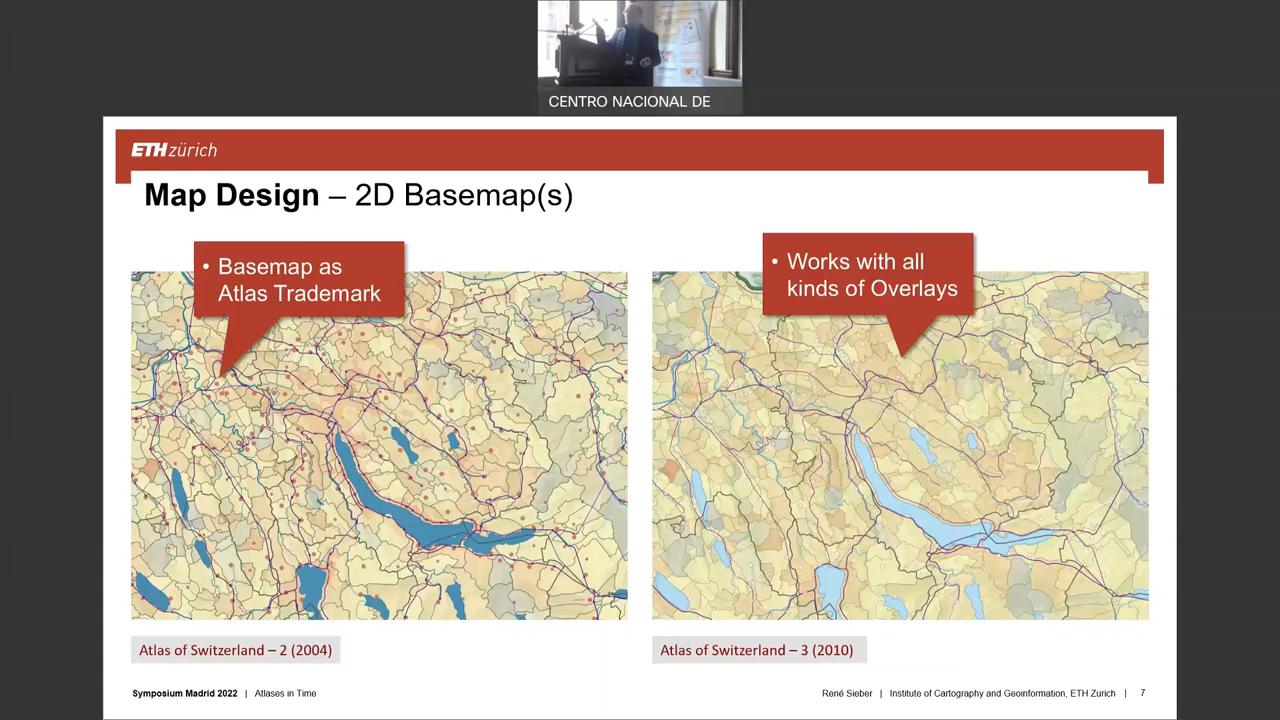 CENTRO NACIONAL DE
ETH zürich
Map Design – 2D Basemap(s)
• Basemap as
Atlas Trademark
• Works with all
kinds of Overlays
Atlas of Switzerland – 2 (2004)
Atlas of Switzerland – 3 (2010)
Symposium Madrid 2022 | Atlases in Time
René Sieber | Institute of Cartography and Geoinformation, ETH Zurich | 7